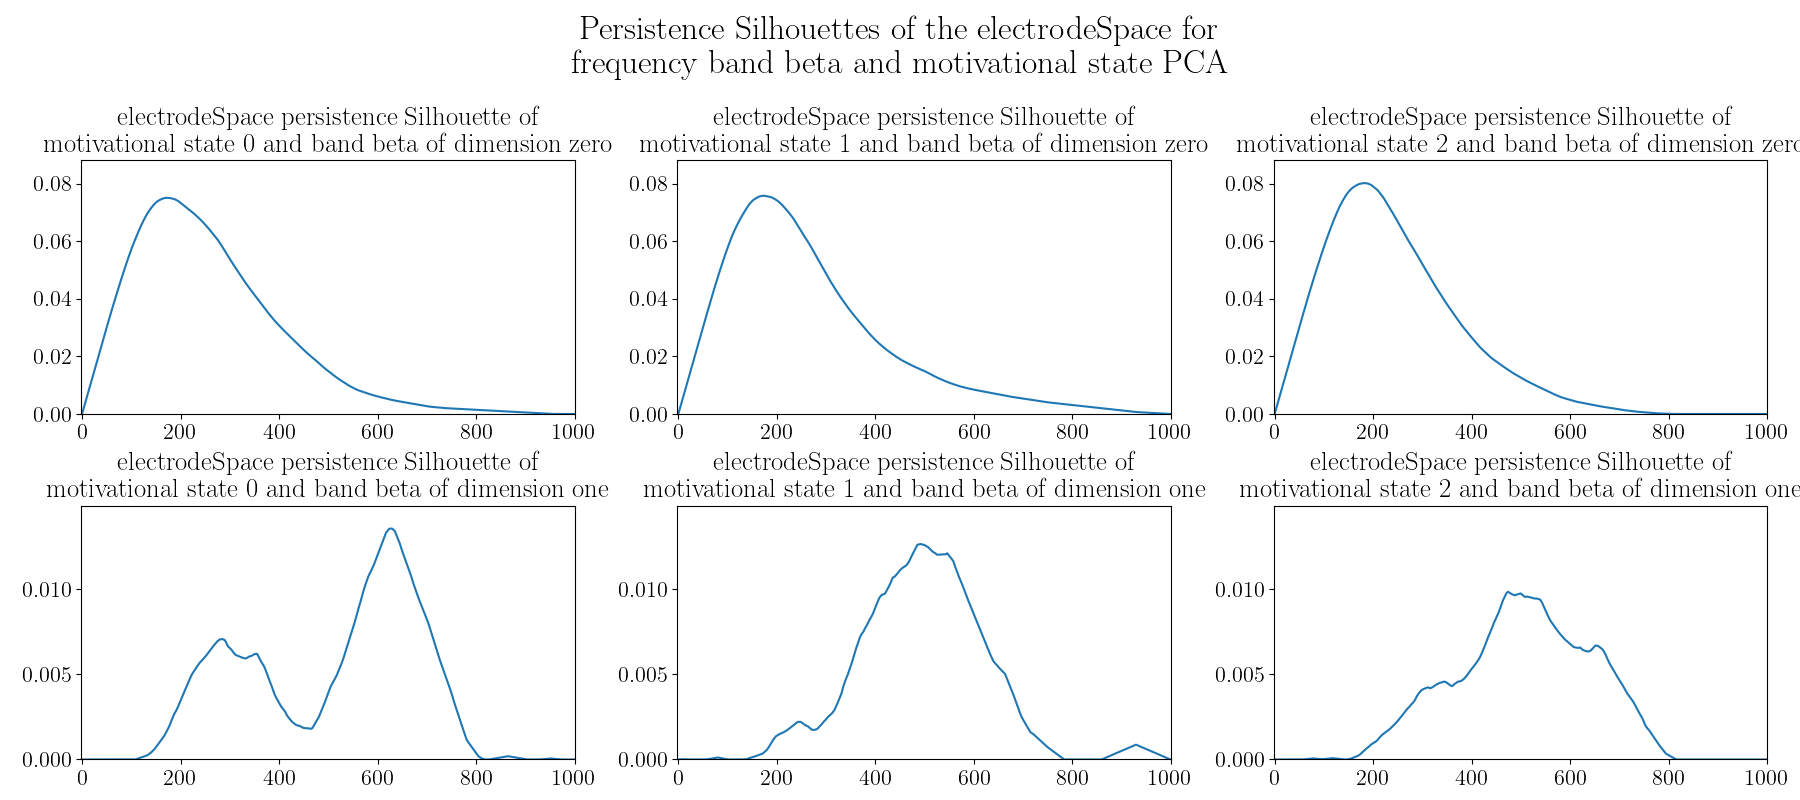 Persistence Silhouettes of the electrodeSpace for
frequency band beta and motivational state PCA
electrodeSpace persistence Silhouette of
motivational state 0 and band beta of dimension zero
electrodeSpace persistence Silhouette of
motivational state 1 and band beta of dimension zero
electrodeSpace persistence Silhouette of
motivational state 2 and band beta of dimension zero
0.08
0.06
0.04
0.02
0.00
0 200 400 600 800 1000
0.08
0.06
0.04
0.02
0.00
0 200 400 600 800 1000
0.08
0.06
0.04
0.02
0.00
0 200 400 600 800 1000
electrodeSpace persistence Silhouette of
motivational state 0 and band beta of dimension one
electrodeSpace persistence Silhouette of
motivational state 1 and band beta of dimension one
electrodeSpace persistence Silhouette of
motivational state 2 and band beta of dimension one
0.010
0.005
0.000
0 200 400 600 800 1000
0.010
0.005
0.000
0 200 400 600 800 1000
0.010
0.005
0.000
0 200 400 600 800 1000